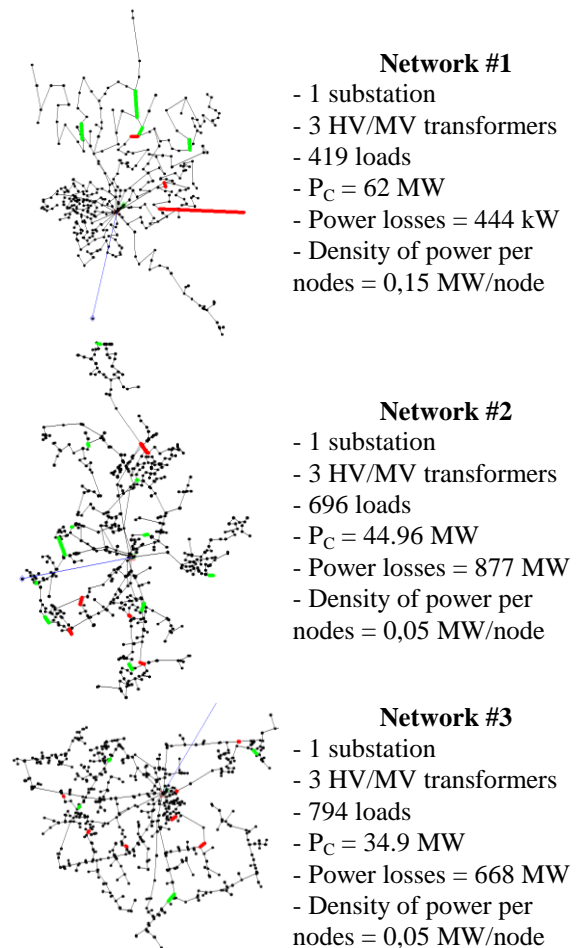 Network #1
- 1 substation
- 3 HV/MV transformers
- 419 loads
- P_C = 62 MW
- Power losses = 444 kW
- Density of power per
nodes = 0,15 MW/node
Network #2
- 1 substation
- 3 HV/MV transformers
- 696 loads
- P_C = 44.96 MW
- Power losses = 877 MW
- Density of power per
nodes = 0,05 MW/node
Network #3
- 1 substation
- 3 HV/MV transformers
- 794 loads
- P_C = 34.9 MW
- Power losses = 668 MW
- Density of power per
nodes = 0,05 MW/node